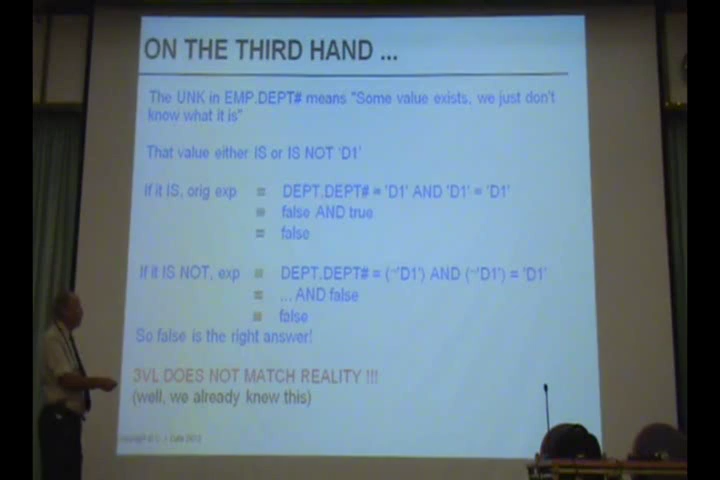 ON THE THIRD HAND ...
The UNK in EMP.DEPT# means "Some value exists, we just don't
know what it is"
That value either IS or IS NOT 'D1'
If it IS, orig exp ≡ DEPT.DEPT# = 'D1' AND 'D1' = 'D1'
≡ false AND true
≡ false
If it IS NOT, exp ≡ DEPT.DEPT# = (~'D1') AND (~'D1') = 'D1'
≡ ... AND false
≡ false
So false is the right answer!
3VL DOES NOT MATCH REALITY !!!
(well, we already knew this)
Copyright C. J. Date 2013